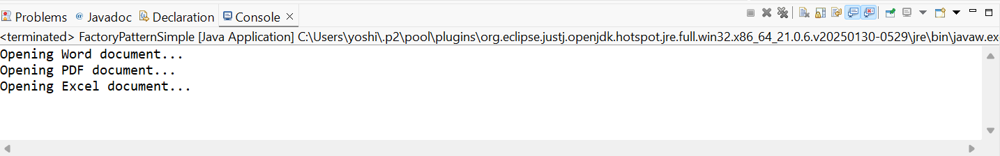 Problems @ Javadoc Declaration Console
<terminated> FactoryPatternSimple [Java Application] C:\Users\yoshi\.p2\pool\plugins\org.eclipse.justj.openjdk.hotspot.jre.full.win32.x86_64_21.0.6.v20250130-0529\jre\bin\javaw.ex
Opening Word document...
Opening PDF document...
Opening Excel document...